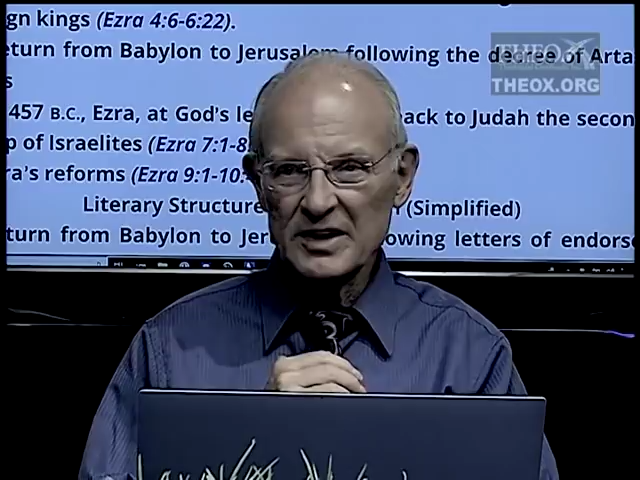 gn kings (Ezra 4:6-6:22).
eturn from Babylon to Jerusalem following the decree of Arta
s
457 B.C., Ezra, at God's le ack to Judah the secon
p of Israelites (Ezra 7:1-8
ra's reforms (Ezra 9:1-10:
Literary Structure (Simplified)
turn from Babylon to Jer owing letters of endors
THEOX
THEOX.ORG